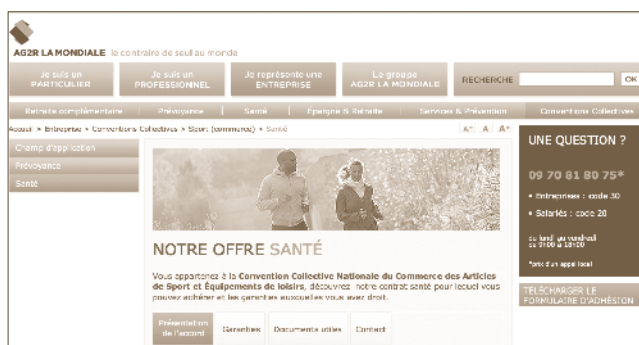 AG2R LA MONDIALE le contraire de seul au monde
Je suis un
PARTICULIER
Je suis un
PROFESSIONNEL
Je représente une
ENTREPRISE
Le groupe
AG2R LA MONDIALE
RECHERCHE
OK
Retraite complémentaire
Prévoyance
Santé
Épargne & Retraite
Services & Prévention
Conventions Collectives
Accueil > Entreprise > Conventions Collectives > Sport (commerce) > Santé
A- A A+
Champ d'application
Prévoyance
Santé
NOTRE OFFRE SANTÉ
Vous appartenez à la Convention Collective Nationale du Commerce des Articles
de Sport et Équipements de loisirs, découvrez notre contrat santé pour lequel vous
pouvez adhérer et les garanties auxquelles vous avez droit.
Présentation
de l'accord
Garanties
Documents utiles
Contact
UNE QUESTION ?
09 70 81 80 75*
• Entreprises : code 30
• Salariés : code 20
du lundi au vendredi
de 9h00 à 18h00
*prix d'un appel local
TÉLÉCHARGER LE
FORMULAIRE D'ADHÉSION